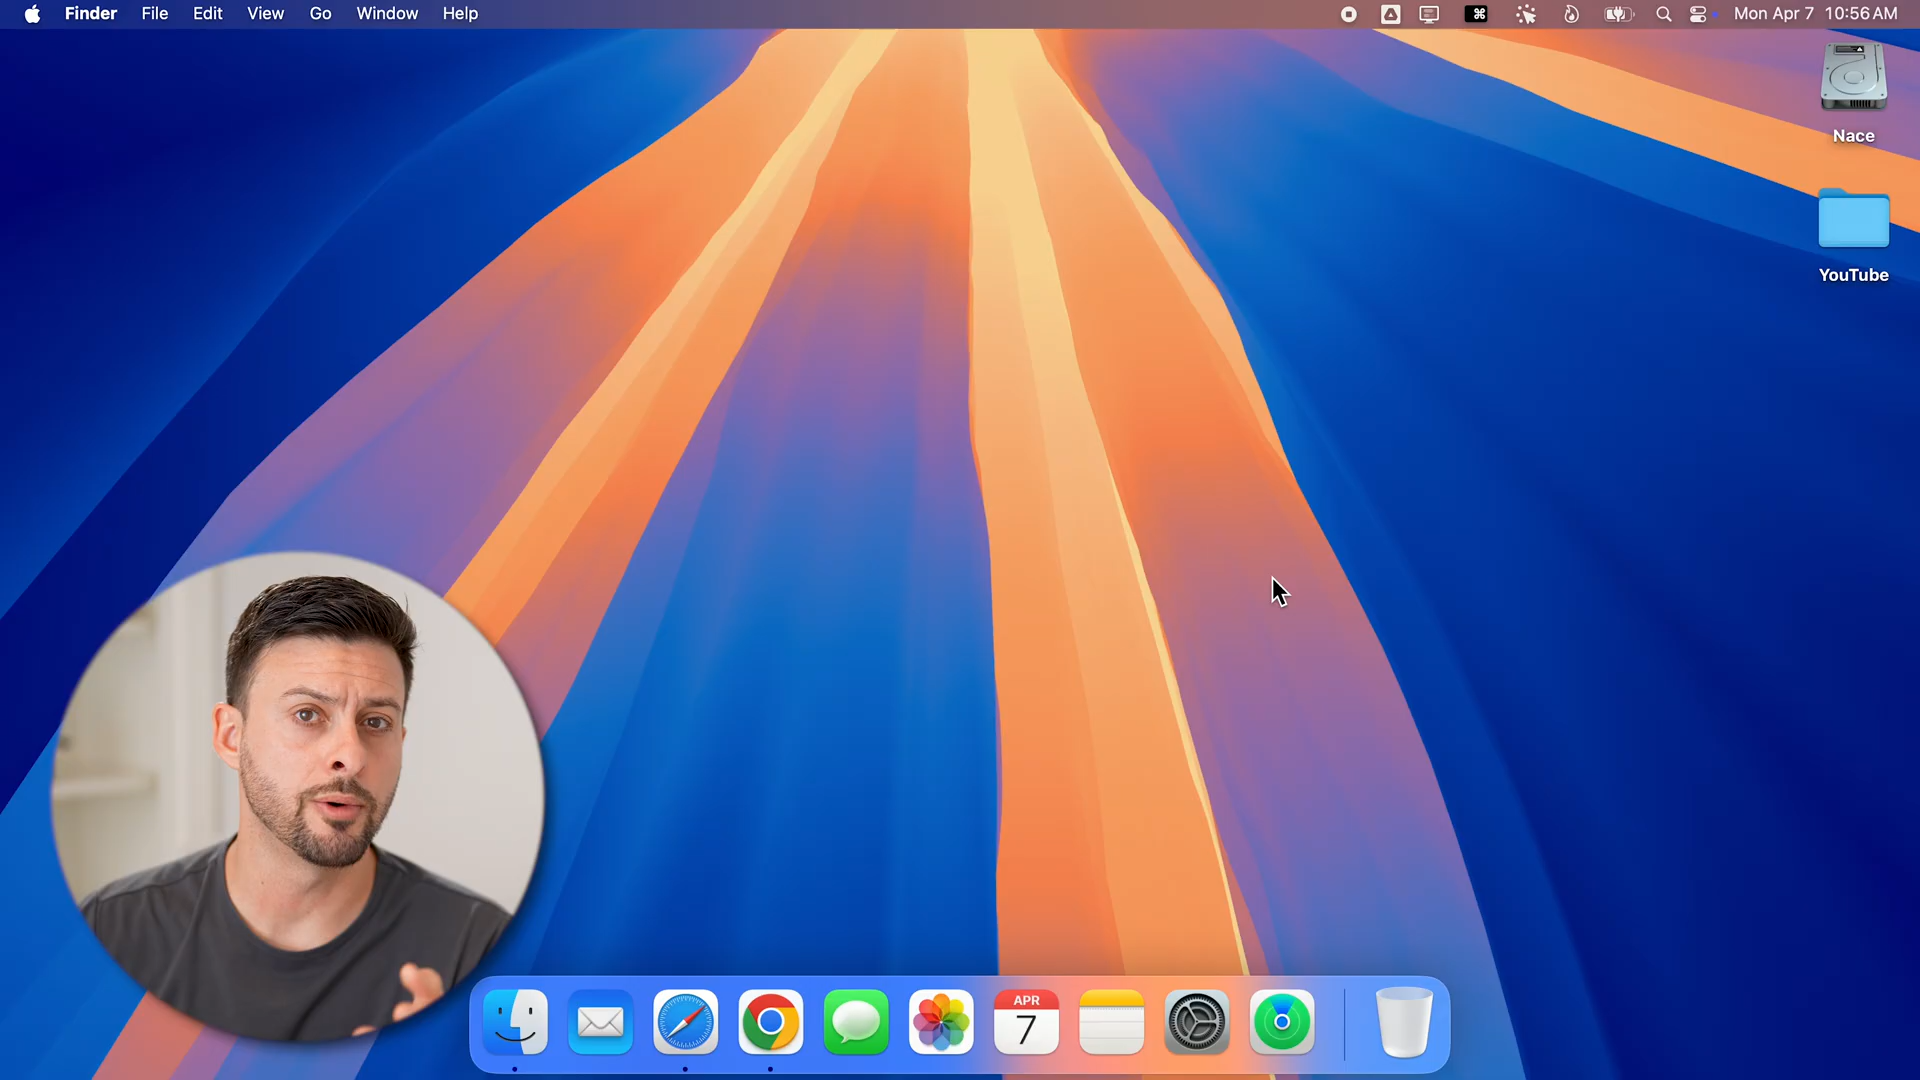 Finder File Edit View Go Window Help Mon Apr 7 10:56 AM
Nace
YouTube
APR
7